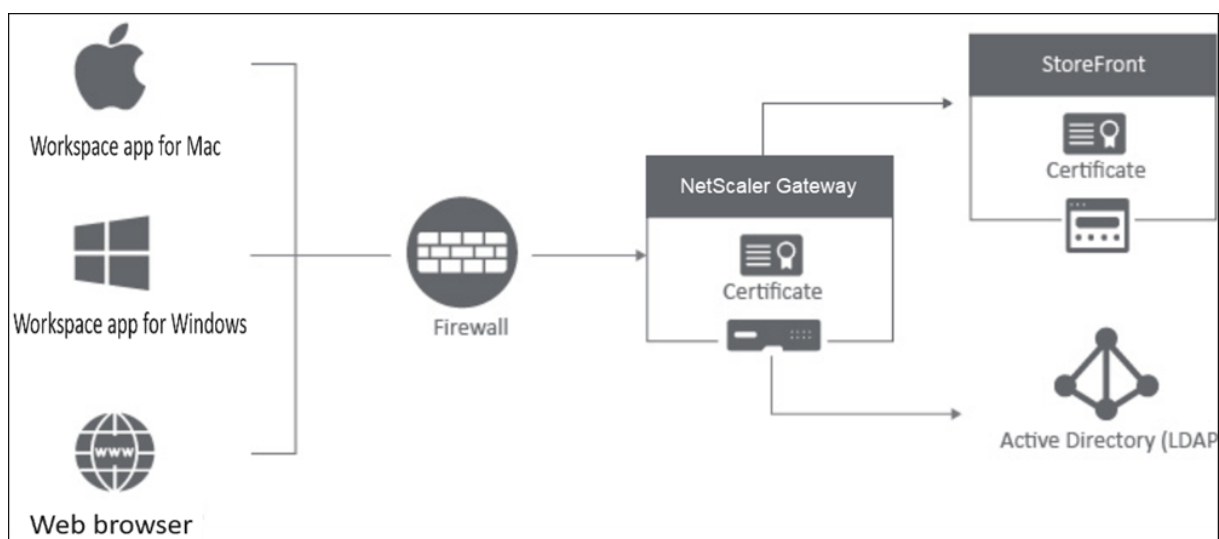 Workspace app for Mac
Workspace app for Windows
www
Web browser
Firewall
NetScaler Gateway
Certificate
StoreFront
Certificate
Active Directory (LDAP